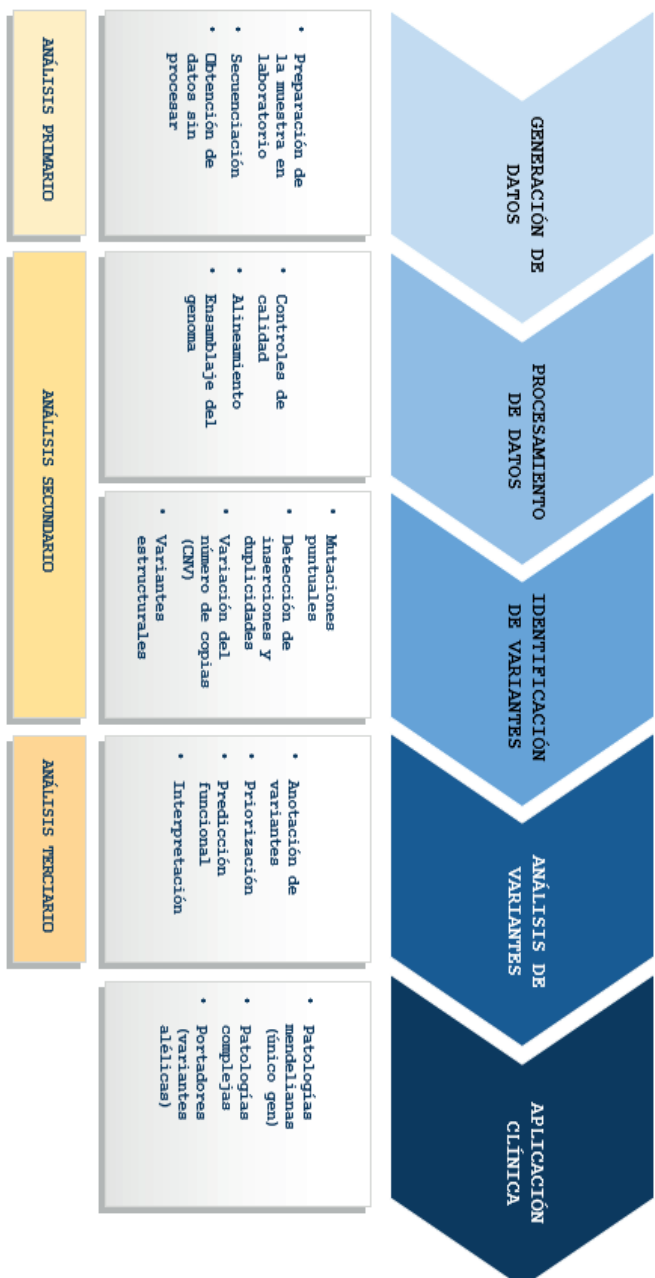 GENERACIÓN DE
DATOS
PROCESAMIENTO
DE DATOS
IDENTIFICACIÓN
DE VARIANTES
ANÁLISIS DE
VARIANTES
APLICACIÓN
CLÍNICA
• Preparación de
la muestra en
laboratorio
• Secuenciación
• Obtención de
datos sin
procesar
• Controles de
calidad
• Alineamiento
• Ensamblaje del
genoma
• Mutaciones
puntuales
• Detección de
inserciones y
duplicidades
• Variación del
número de copias
(CNV)
• Variantes
estructurales
• Anotación de
variantes
• Priorización
• Predicción
funcional
• Interpretación
• Patologías
mendelianas
(único gen)
• Patologías
complejas
• Portadores
(variantes
alélicas)
ANÁLISIS PRIMARIO
ANÁLISIS SECUNDARIO
ANÁLISIS TERCIARIO